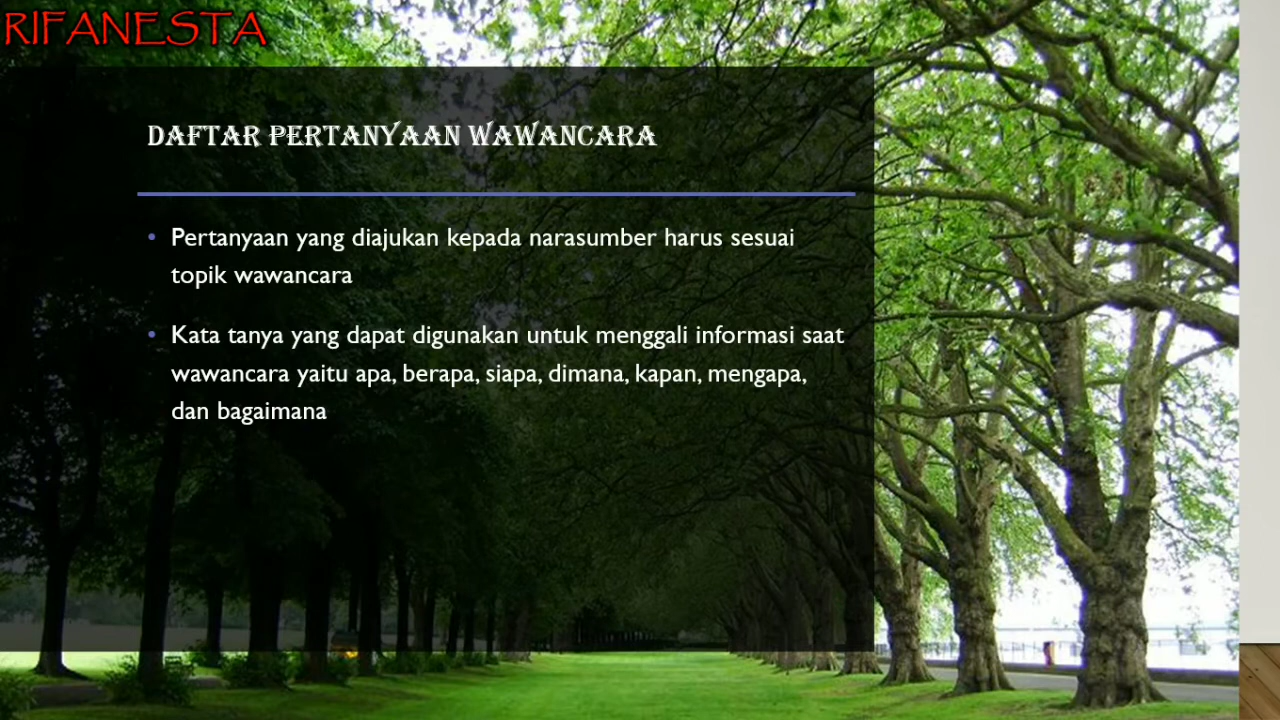 RIFANESTA
DAFTAR PERTANYAAN WAWANCARA
• Pertanyaan yang diajukan kepada narasumber harus sesuai
topik wawancara
• Kata tanya yang dapat digunakan untuk menggali informasi saat
wawancara yaitu apa, berapa, siapa, dimana, kapan, mengapa,
dan bagaimana